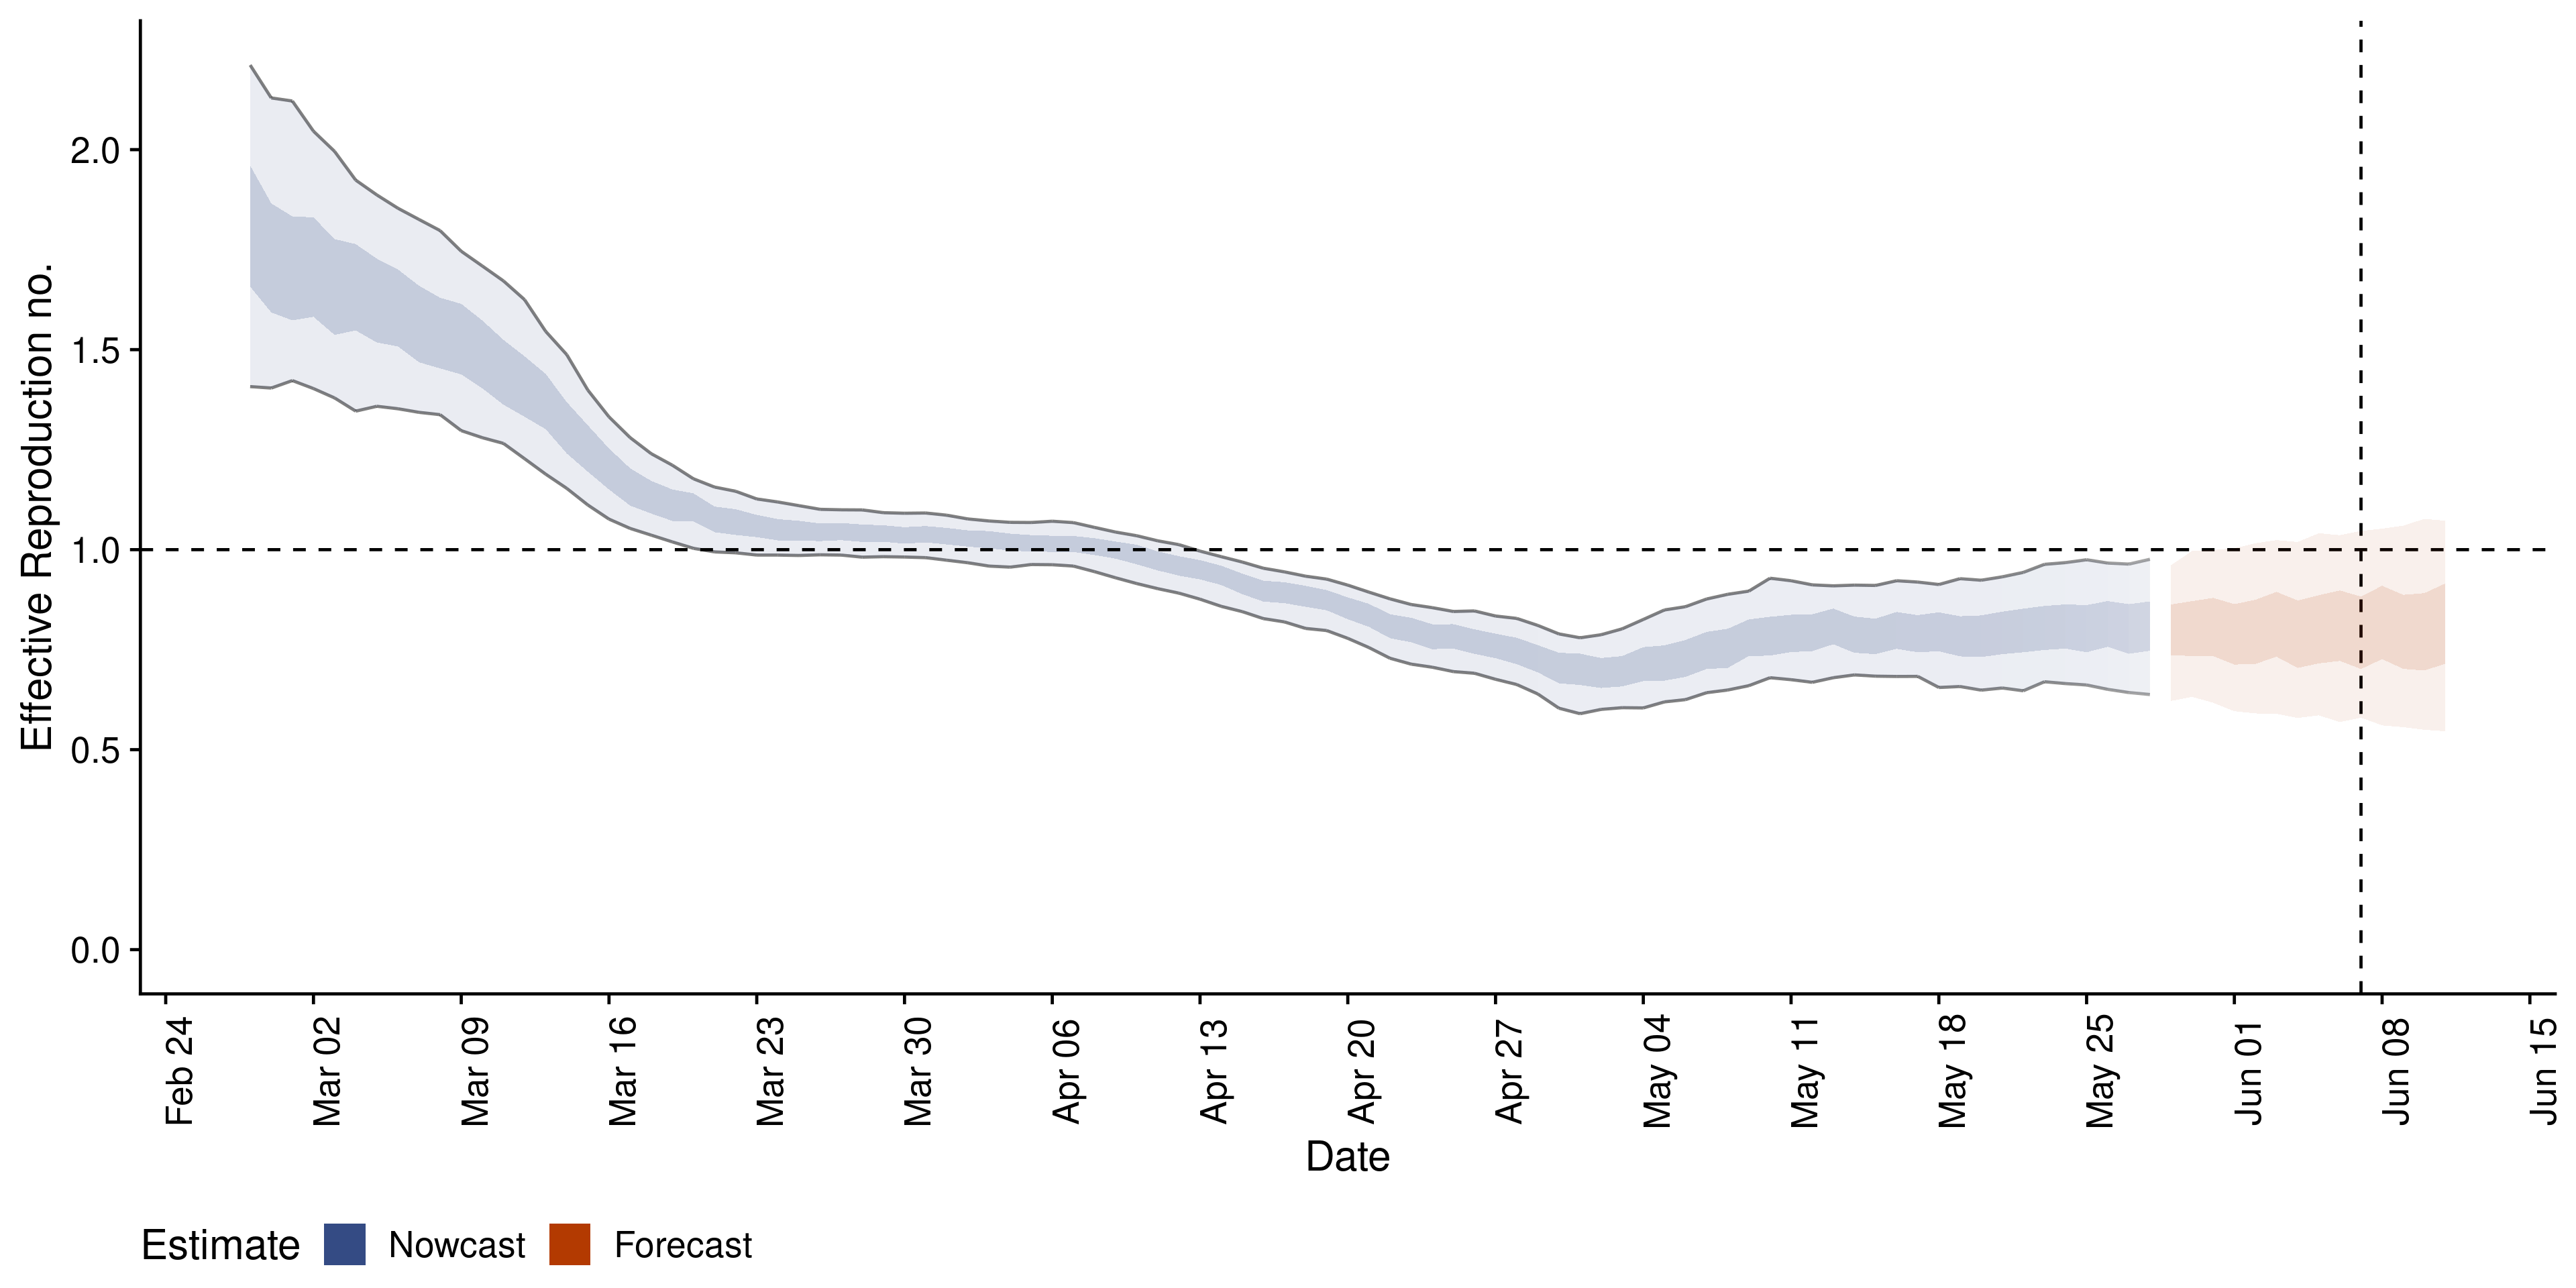 Effective Reproduction no.
2.0
1.5
1.0
0.5
0.0
Feb 24
Mar 02
Mar 09
Mar 16
Mar 23
Mar 30
Apr 06
Apr 13
Apr 20
Apr 27
May 04
May 11
May 18
May 25
Jun 01
Jun 08
Jun 15
Date
Estimate Nowcast Forecast